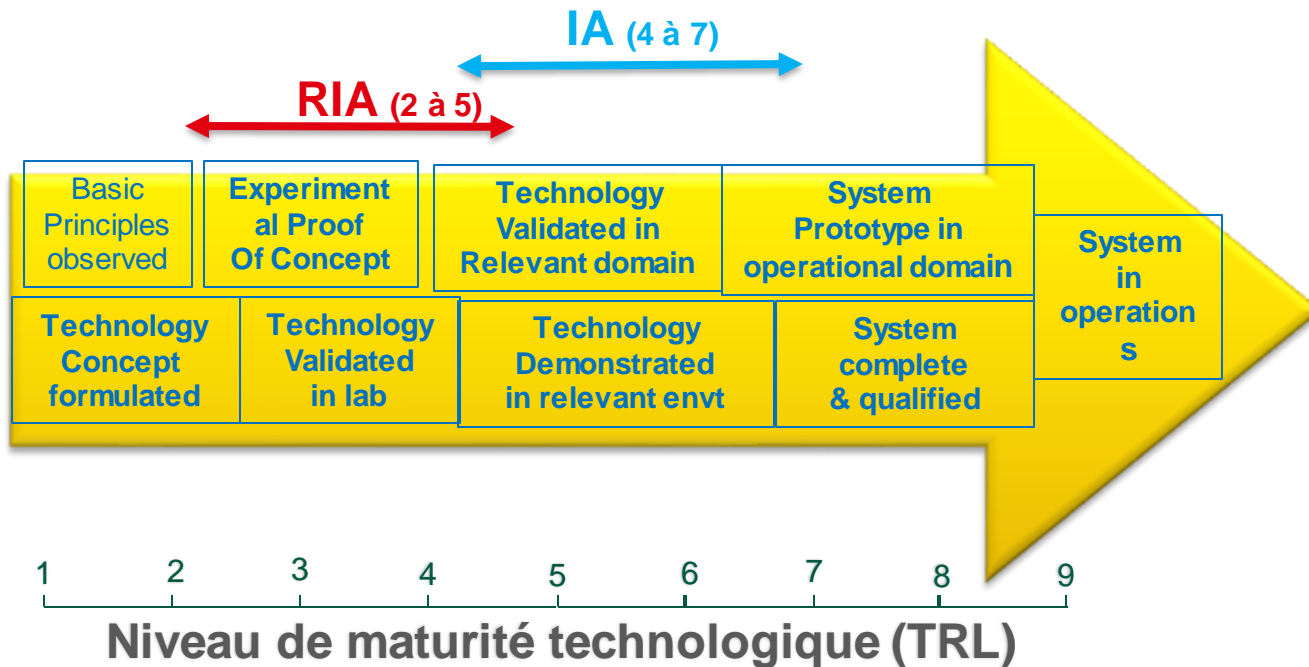 IA (4 à 7)
RIA (2 à 5)
Basic
Principles
observed
Experiment
al Proof
Of Concept
Technology
Validated in
Relevant domain
System
Prototype in
operational domain
System
in
operation
s
Technology
Concept
formulated
Technology
Validated
in lab
Technology
Demonstrated
in relevant envt
System
complete
& qualified
1 2 3 4 5 6 7 8 9
Niveau de maturité technologique (TRL)